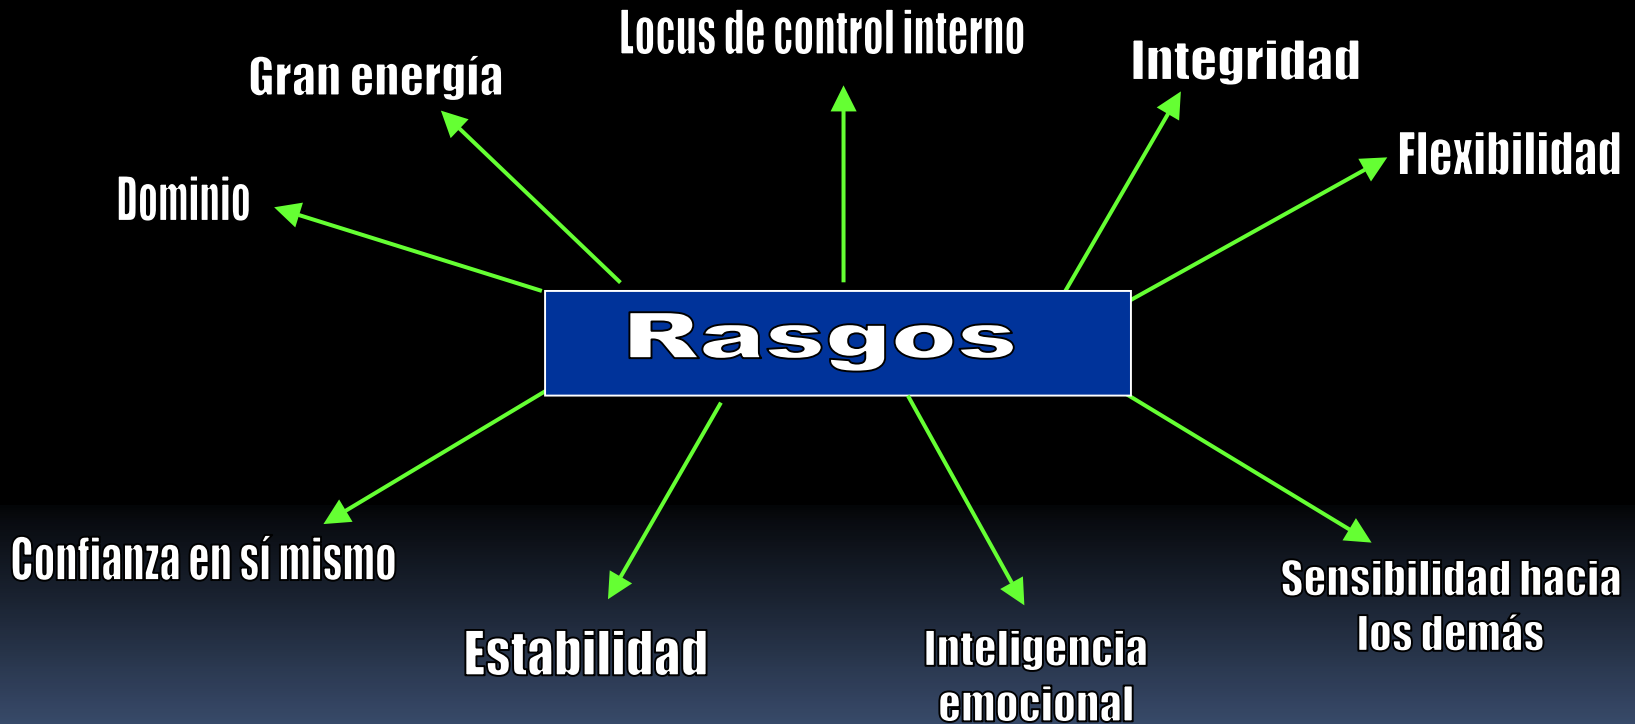 Locus de control interno
Integridad
Gran energía
Flexibilidad
Dominio
Rasgos
Confianza en sí mismo
Sensibilidad hacia
los demás
Estabilidad
Inteligencia
emocional